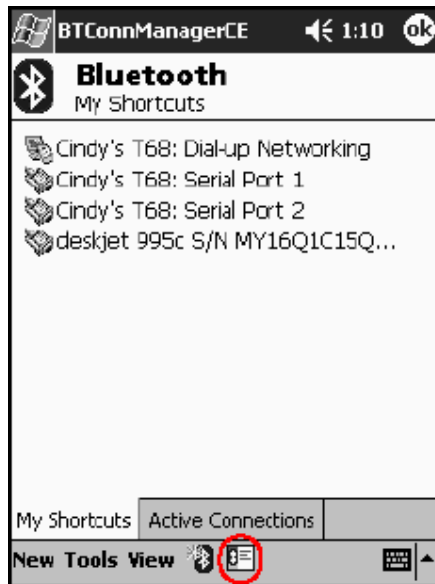 BTConnManagerCE 1:10 ok
Bluetooth
My Shortcuts
Cindy's T68: Dial-up Networking
Cindy's T68: Serial Port 1
Cindy's T68: Serial Port 2
deskjet 995c S/N MY16Q1C15Q...
My Shortcuts Active Connections
New Tools View